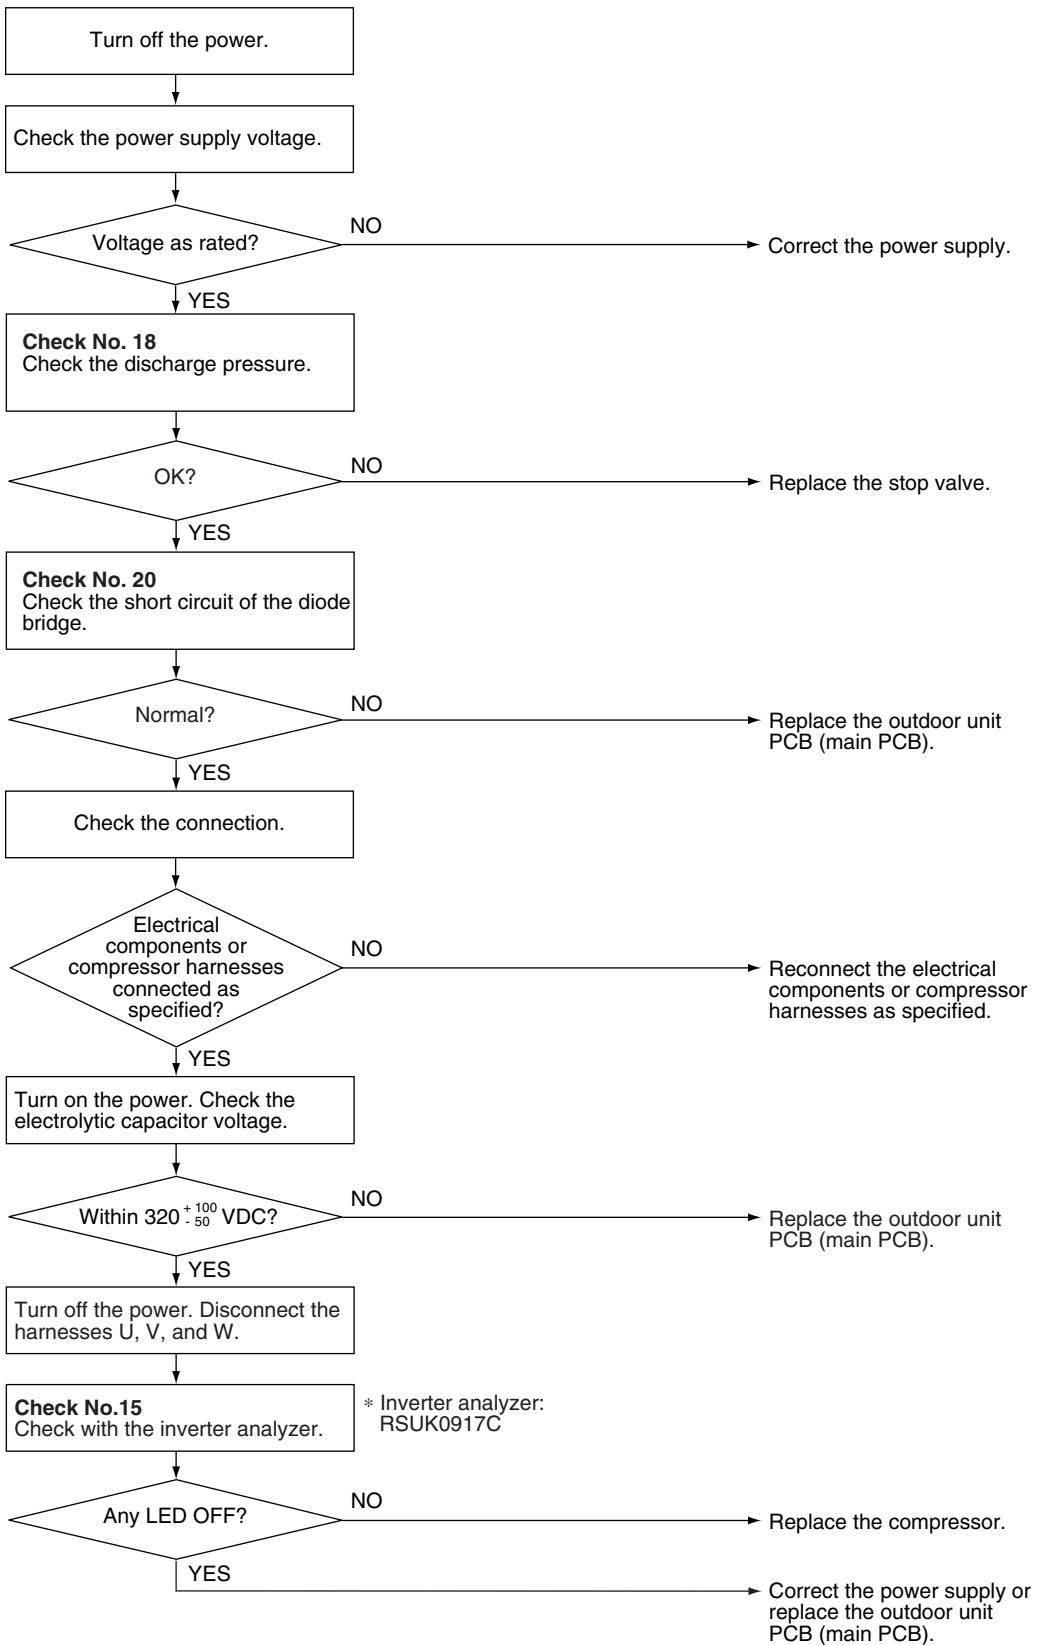 Turn off the power.
Check the power supply voltage.
Voltage as rated?
NO
Correct the power supply.
YES
Check No. 18
Check the discharge pressure.
OK?
NO
Replace the stop valve.
YES
Check No. 20
Check the short circuit of the diode
bridge.
Normal?
NO
Replace the outdoor unit
PCB (main PCB).
YES
Check the connection.
Electrical
components or
compressor harnesses
connected as
specified?
NO
Reconnect the electrical
components or compressor
harnesses as specified.
YES
Turn on the power. Check the
electrolytic capacitor voltage.
Within 320 + 100 - 50 VDC?
NO
Replace the outdoor unit
PCB (main PCB).
YES
Turn off the power. Disconnect the
harnesses U, V, and W.
Check No.15
Check with the inverter analyzer.
* Inverter analyzer:
RSUK0917C
Any LED OFF?
NO
Replace the compressor.
YES
Correct the power supply or
replace the outdoor unit
PCB (main PCB).